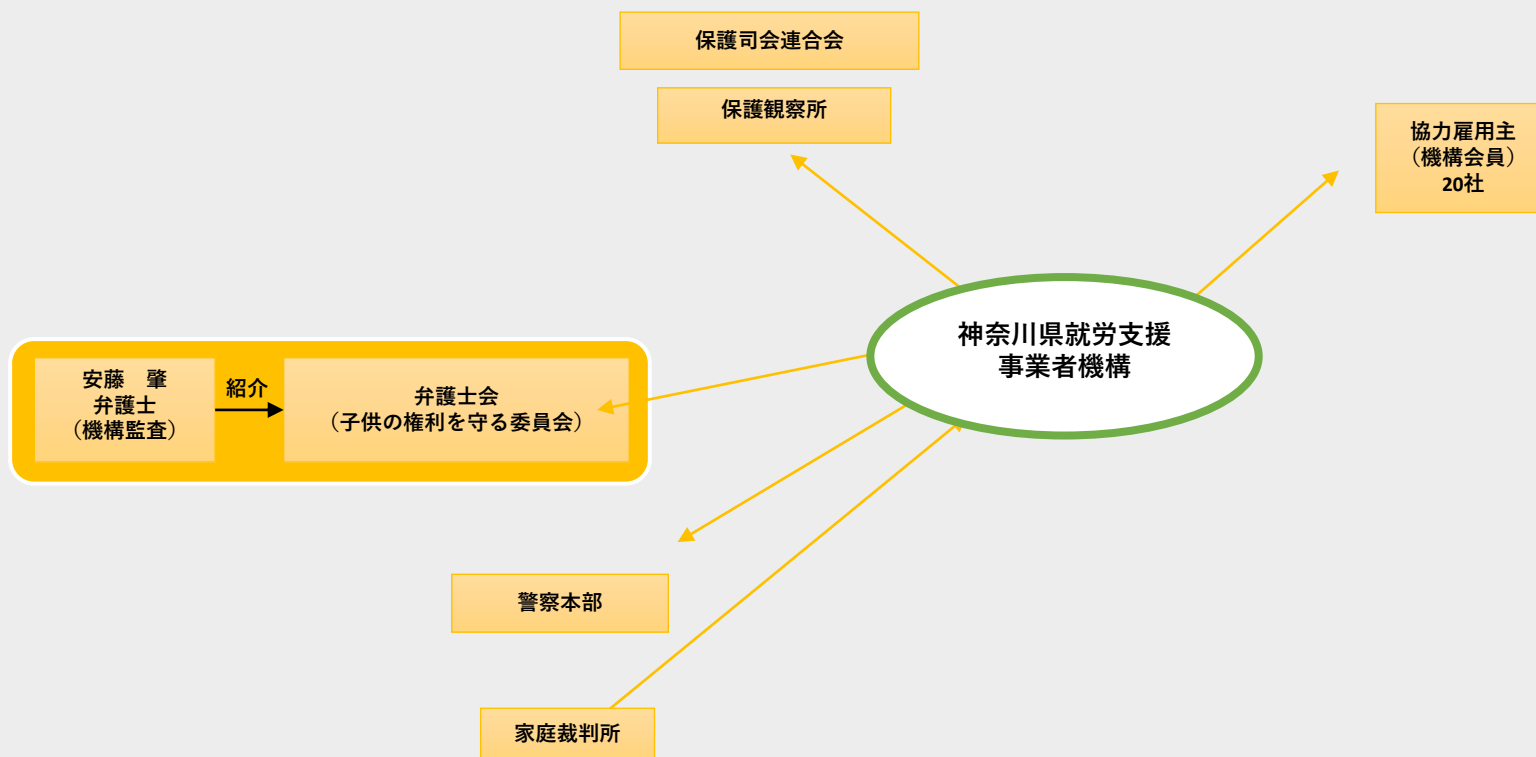 保護司会連合会
保護観察所
協力雇用主
（機構会員）
20社
神奈川県就労支援
事業者機構
安藤　肇
弁護士
（機構監査）
紹介
弁護士会
（子供の権利を守る委員会）
警察本部
家庭裁判所